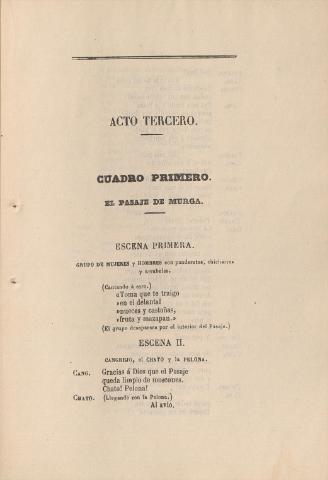 ACTO TERCERO.
CUADRO PRIMERO.
EL PASAJE DE MURGA.
ESCENA PRIMERA.
GRUPO DE MUJERES y HOMBRES con panderetas, chicharras
y rabeles.
(Cantando á coro.)
«Toma que te traigo
»en el delantal
»nueces y castañas,
»fruta y mazapan.»
(El grupo desaparece por el interior del Pasaje.)
ESCENA II.
CANGREJO, el CHATO y la PELONA.
CANG. Gracias á Dios que el Pasaje
queda limpio de moscones.
Chato! Pelona!
CHATO. (Llegando con la Pelona.)
Al avío.